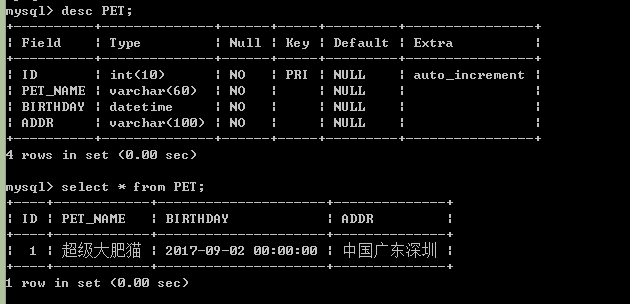 mysql> desc PET;
+-----------+--------------+------+-----+---------+----------------+
| Field     | Type         | Null | Key | Default | Extra          |
+-----------+--------------+------+-----+---------+----------------+
| ID        | int(10)      | NO   | PRI | NULL    | auto_increment |
| PET_NAME  | varchar(60)  | NO   |     | NULL    |                |
| BIRTHDAY  | datetime     | NO   |     | NULL    |                |
| ADDR      | varchar(100) | NO   |     | NULL    |                |
+-----------+--------------+------+-----+---------+----------------+
4 rows in set (0.00 sec)
mysql> select * from PET;
+----+------------+---------------------+--------------+
| ID | PET_NAME   | BIRTHDAY            | ADDR         |
+----+------------+---------------------+--------------+
|  1 | 超级大肥猫 | 2017-09-02 00:00:00 | 中国广东深圳 |
+----+------------+---------------------+--------------+
1 row in set (0.00 sec)